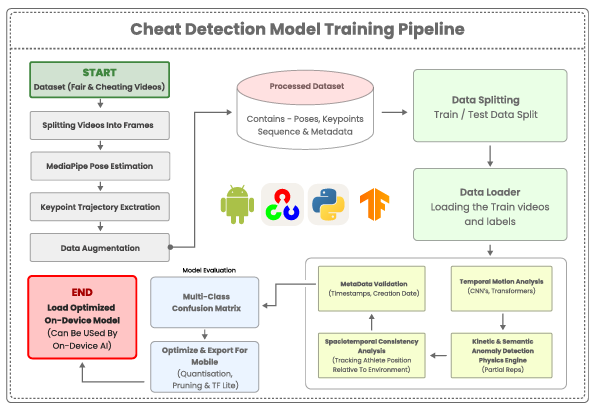 Cheat Detection Model Training Pipeline
START
Dataset (Fair & Cheating Videos)
Splitting Videos Into Frames
MediaPipe Pose Estimation
Keypoint Trajectory Exctration
Data Augmentation
Processed Dataset
Contains - Poses, Keypoints
Sequence & Metadata
Data Splitting
Train / Test Data Split
Data Loader
Loading the Train videos
and labels
Temporal Motion Analysis
(CNN's, Transformers)
Kinetic & Semantic
Anomaly Detection
Physics Engine
(Partial Reps)
Spaciotemporal Consistency
Analysis
(Tracking Athlete Position
Relative To Environment)
MetaData Validation
(Timestamps, Creation Date)
Model Evaluation
Multi-Class
Confusion Matrix
Optimize & Export For
Mobile
(Quantisation,
Pruning & TF Lite)
END
Load Optimized
On-Device Model
(Can Be USed By
On-Device AI)